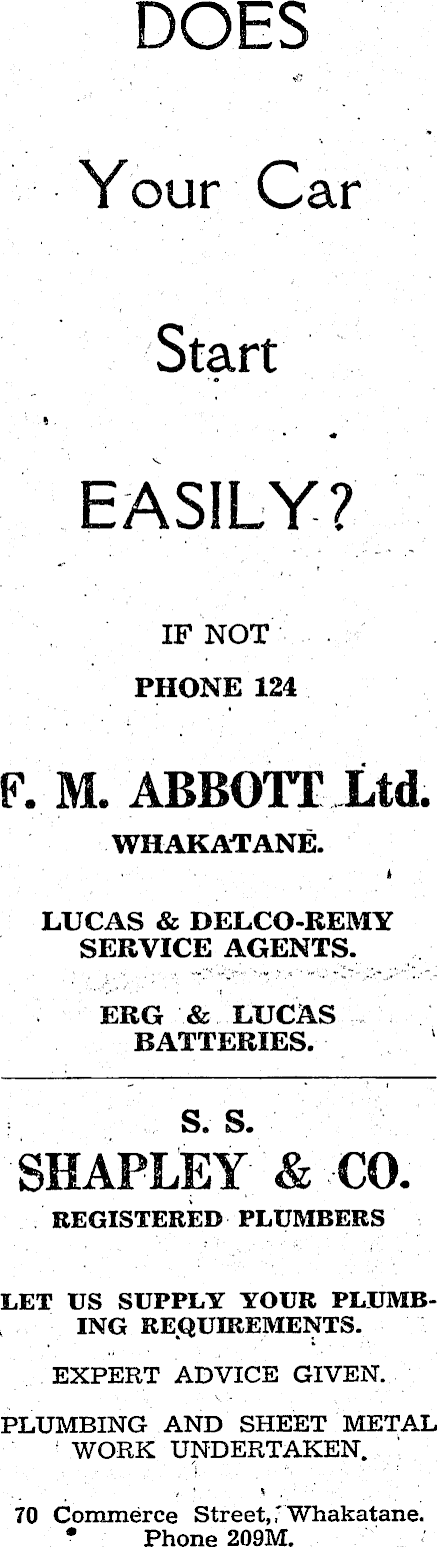 DOES
Your Car
Start
EASILY?
IF NOT
PHONE 124
F. M. ABBOTT Ltd.
WHAKATANE.
LUCAS & DELCO-REMY
SERVICE AGENTS.
ERG & LUCAS
BATTERIES.
S. S.
SHAPLEY & CO.
REGISTERED PLUMBERS
LET US SUPPLY YOUR PLUMB-
ING REQUIREMENTS.
EXPERT ADVICE GIVEN.
PLUMBING AND SHEET METAL
WORK UNDERTAKEN.
70 Commerce Street, Whakatane.
Phone 209M.